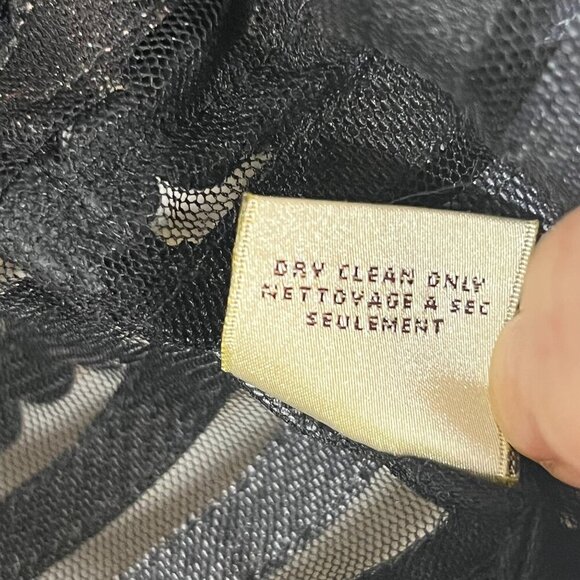 DRY CLEAN ONLY
NETTOYAGE A SEC
SEULEMENT